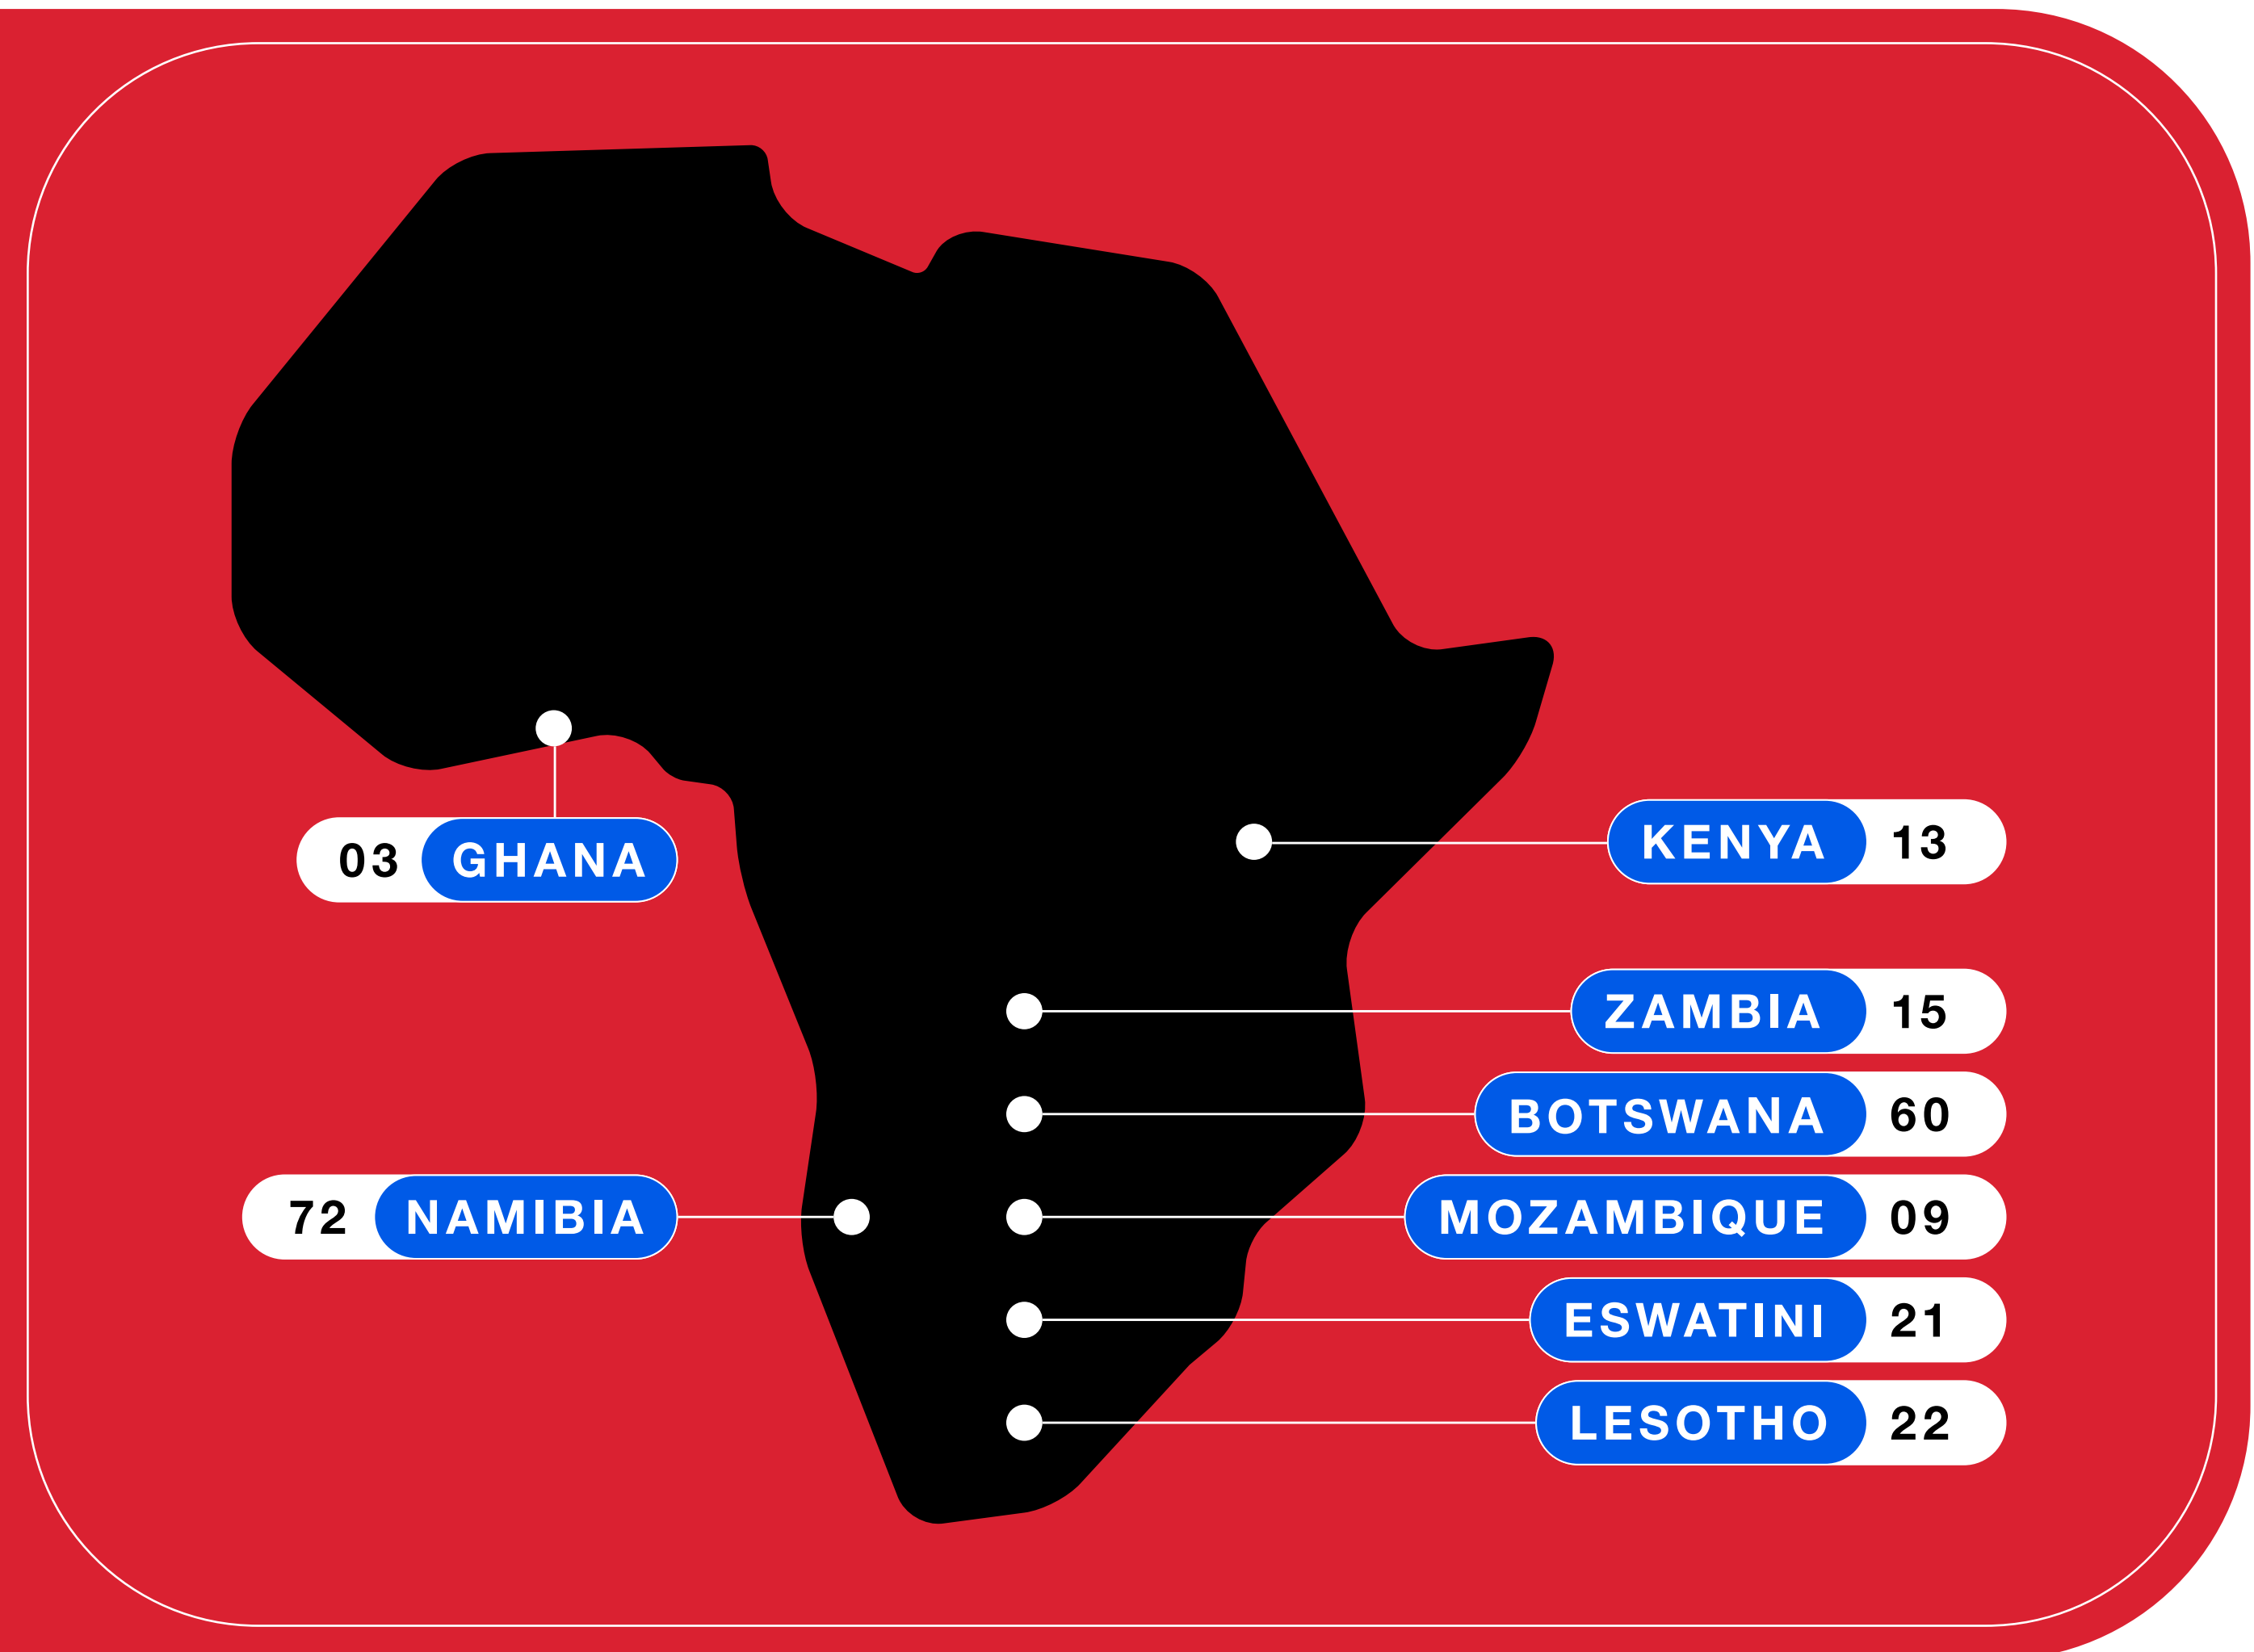 KENYA 13
03 GHANA
ZAMBIA 15
BOTSWANA 60
72 NAMIBIA
MOZAMBIQUE 09
ESWATINI 21
LESOTHO 22